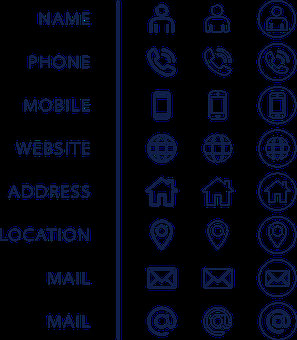 NAME
PHONE
MOBILE
WEBSITE
ADDRESS
LOCATION
MAIL
MAIL